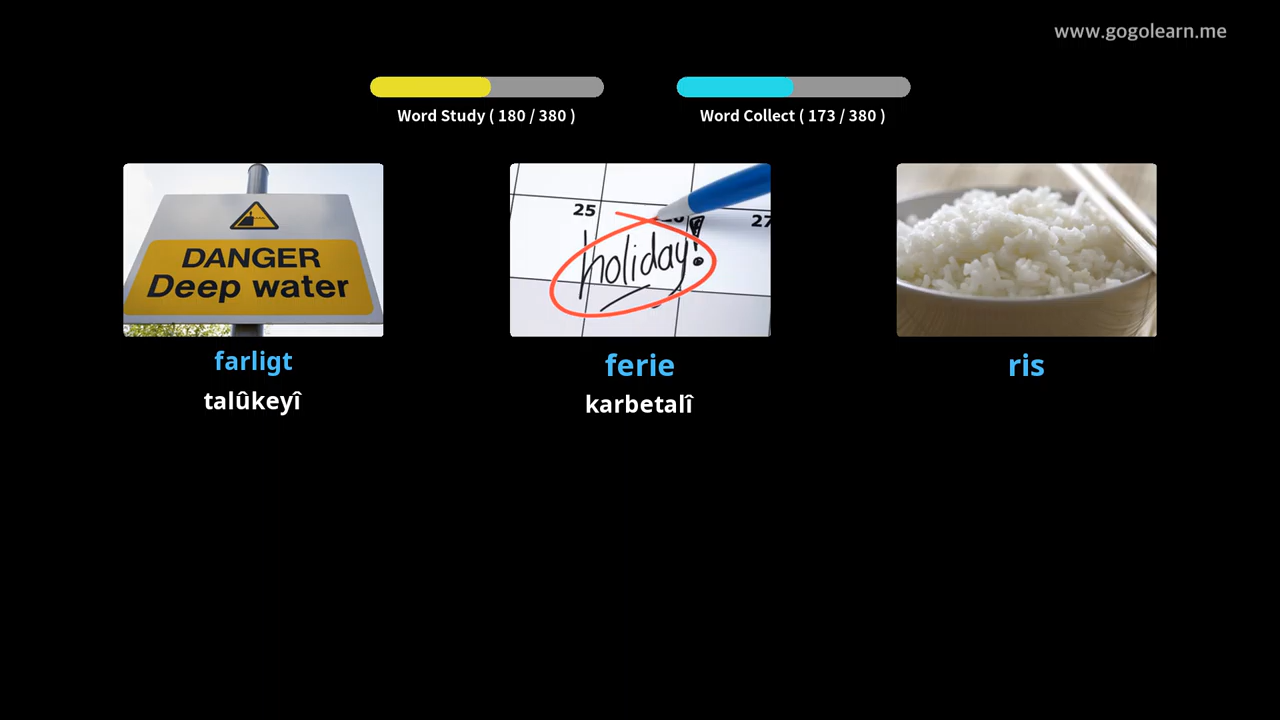 www.gogolearn.me
Word Study ( 180 / 380 )
Word Collect ( 173 / 380 )
DANGER
Deep water
25
27
holiday!
farligt
ferie
ris
talûkeyî
karbetalî